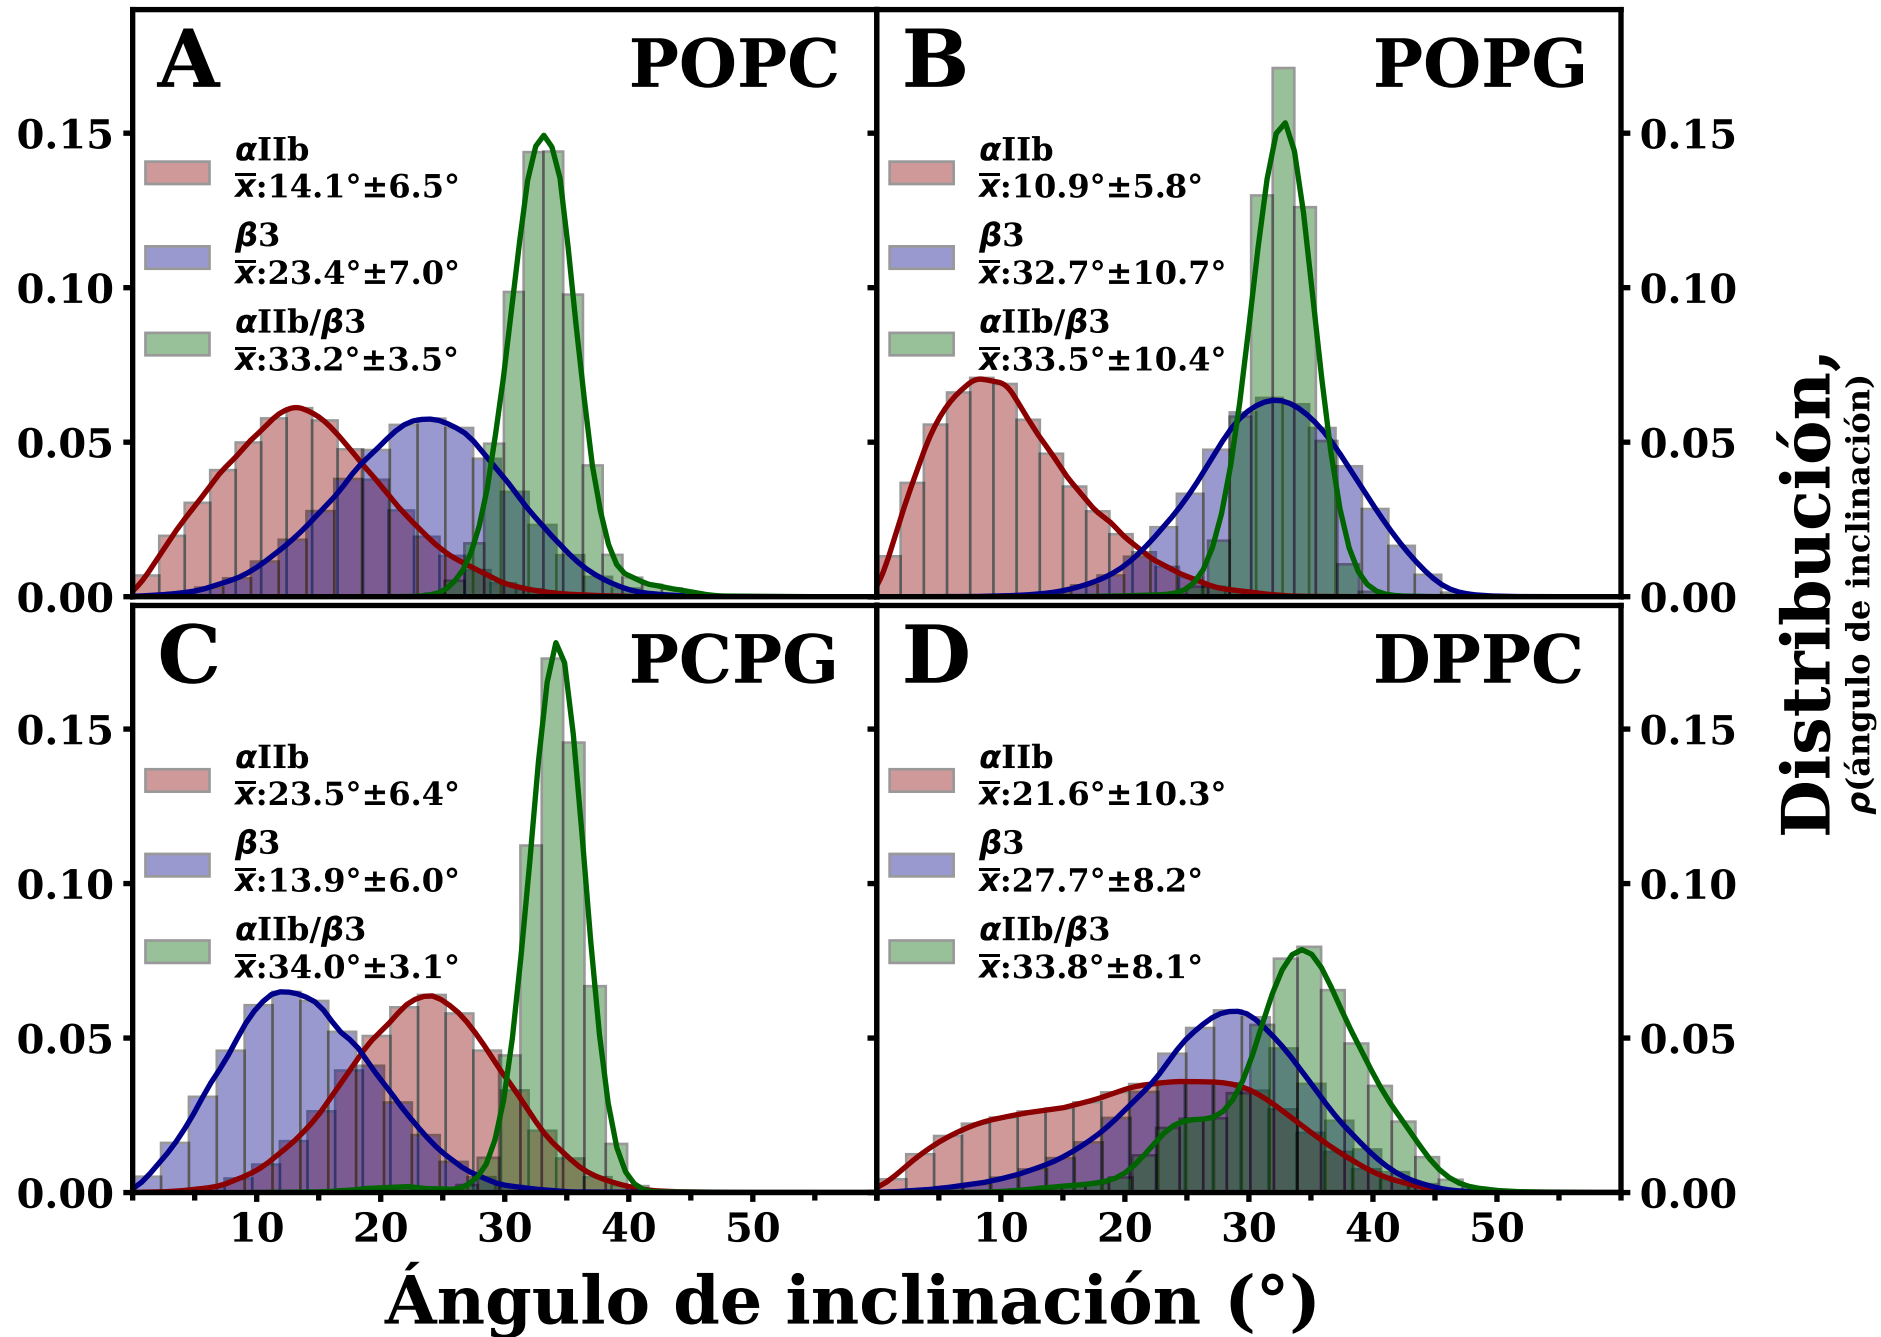 A
POPC
αIIb
x̅:14.1°±6.5°
β3
x̅:23.4°±7.0°
αIIb/β3
x̅:33.2°±3.5°
0.15
0.10
0.05
0.00
B
POPG
αIIb
x̅:10.9°±5.8°
β3
x̅:32.7°±10.7°
αIIb/β3
x̅:33.5°±10.4°
0.15
0.10
0.05
0.00
C
PCPG
αIIb
x̅:23.5°±6.4°
β3
x̅:13.9°±6.0°
αIIb/β3
x̅:34.0°±3.1°
0.15
0.10
0.05
0.00
10 20 30 40 50
D
DPPC
αIIb
x̅:21.6°±10.3°
β3
x̅:27.7°±8.2°
αIIb/β3
x̅:33.8°±8.1°
0.15
0.10
0.05
0.00
10 20 30 40 50
Ángulo de inclinación (°)
Distribución,
ρ(ángulo de inclinación)